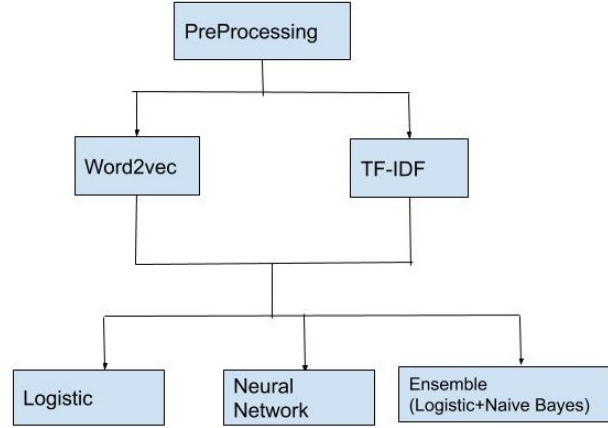 PreProcessing
Word2vec
TF-IDF
Logistic
Neural
Network
Ensemble
(Logistic+Naive Bayes)